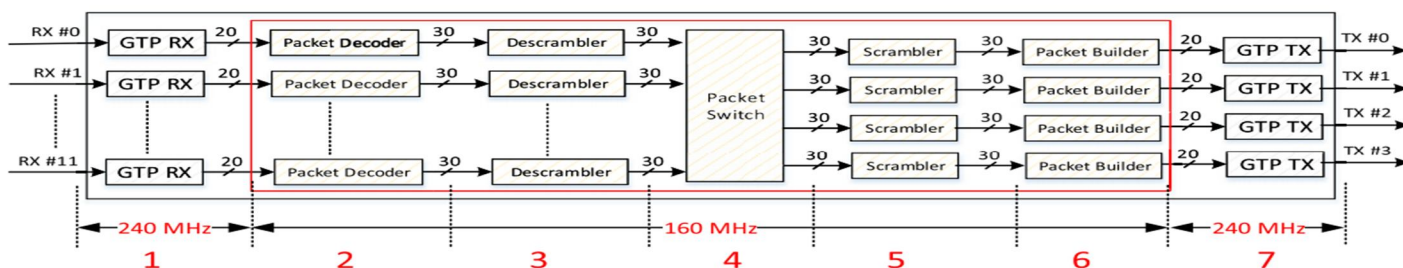 RX #0 GTP RX 20 Packet Decoder 30 Descrambler 30 30 Scrambler 30 Packet Builder 20 GTP TX TX #0
RX #1 GTP RX 20 Packet Decoder 30 Descrambler 30 30 Scrambler 30 Packet Builder 20 GTP TX TX #1
Packet
Switch
30 Scrambler 30 Packet Builder 20 GTP TX TX #2
RX #11 GTP RX 20 Packet Decoder 30 Descrambler 30 30 Scrambler 30 Packet Builder 20 GTP TX TX #3
240 MHz 160 MHz 240 MHz
1 2 3 4 5 6 7